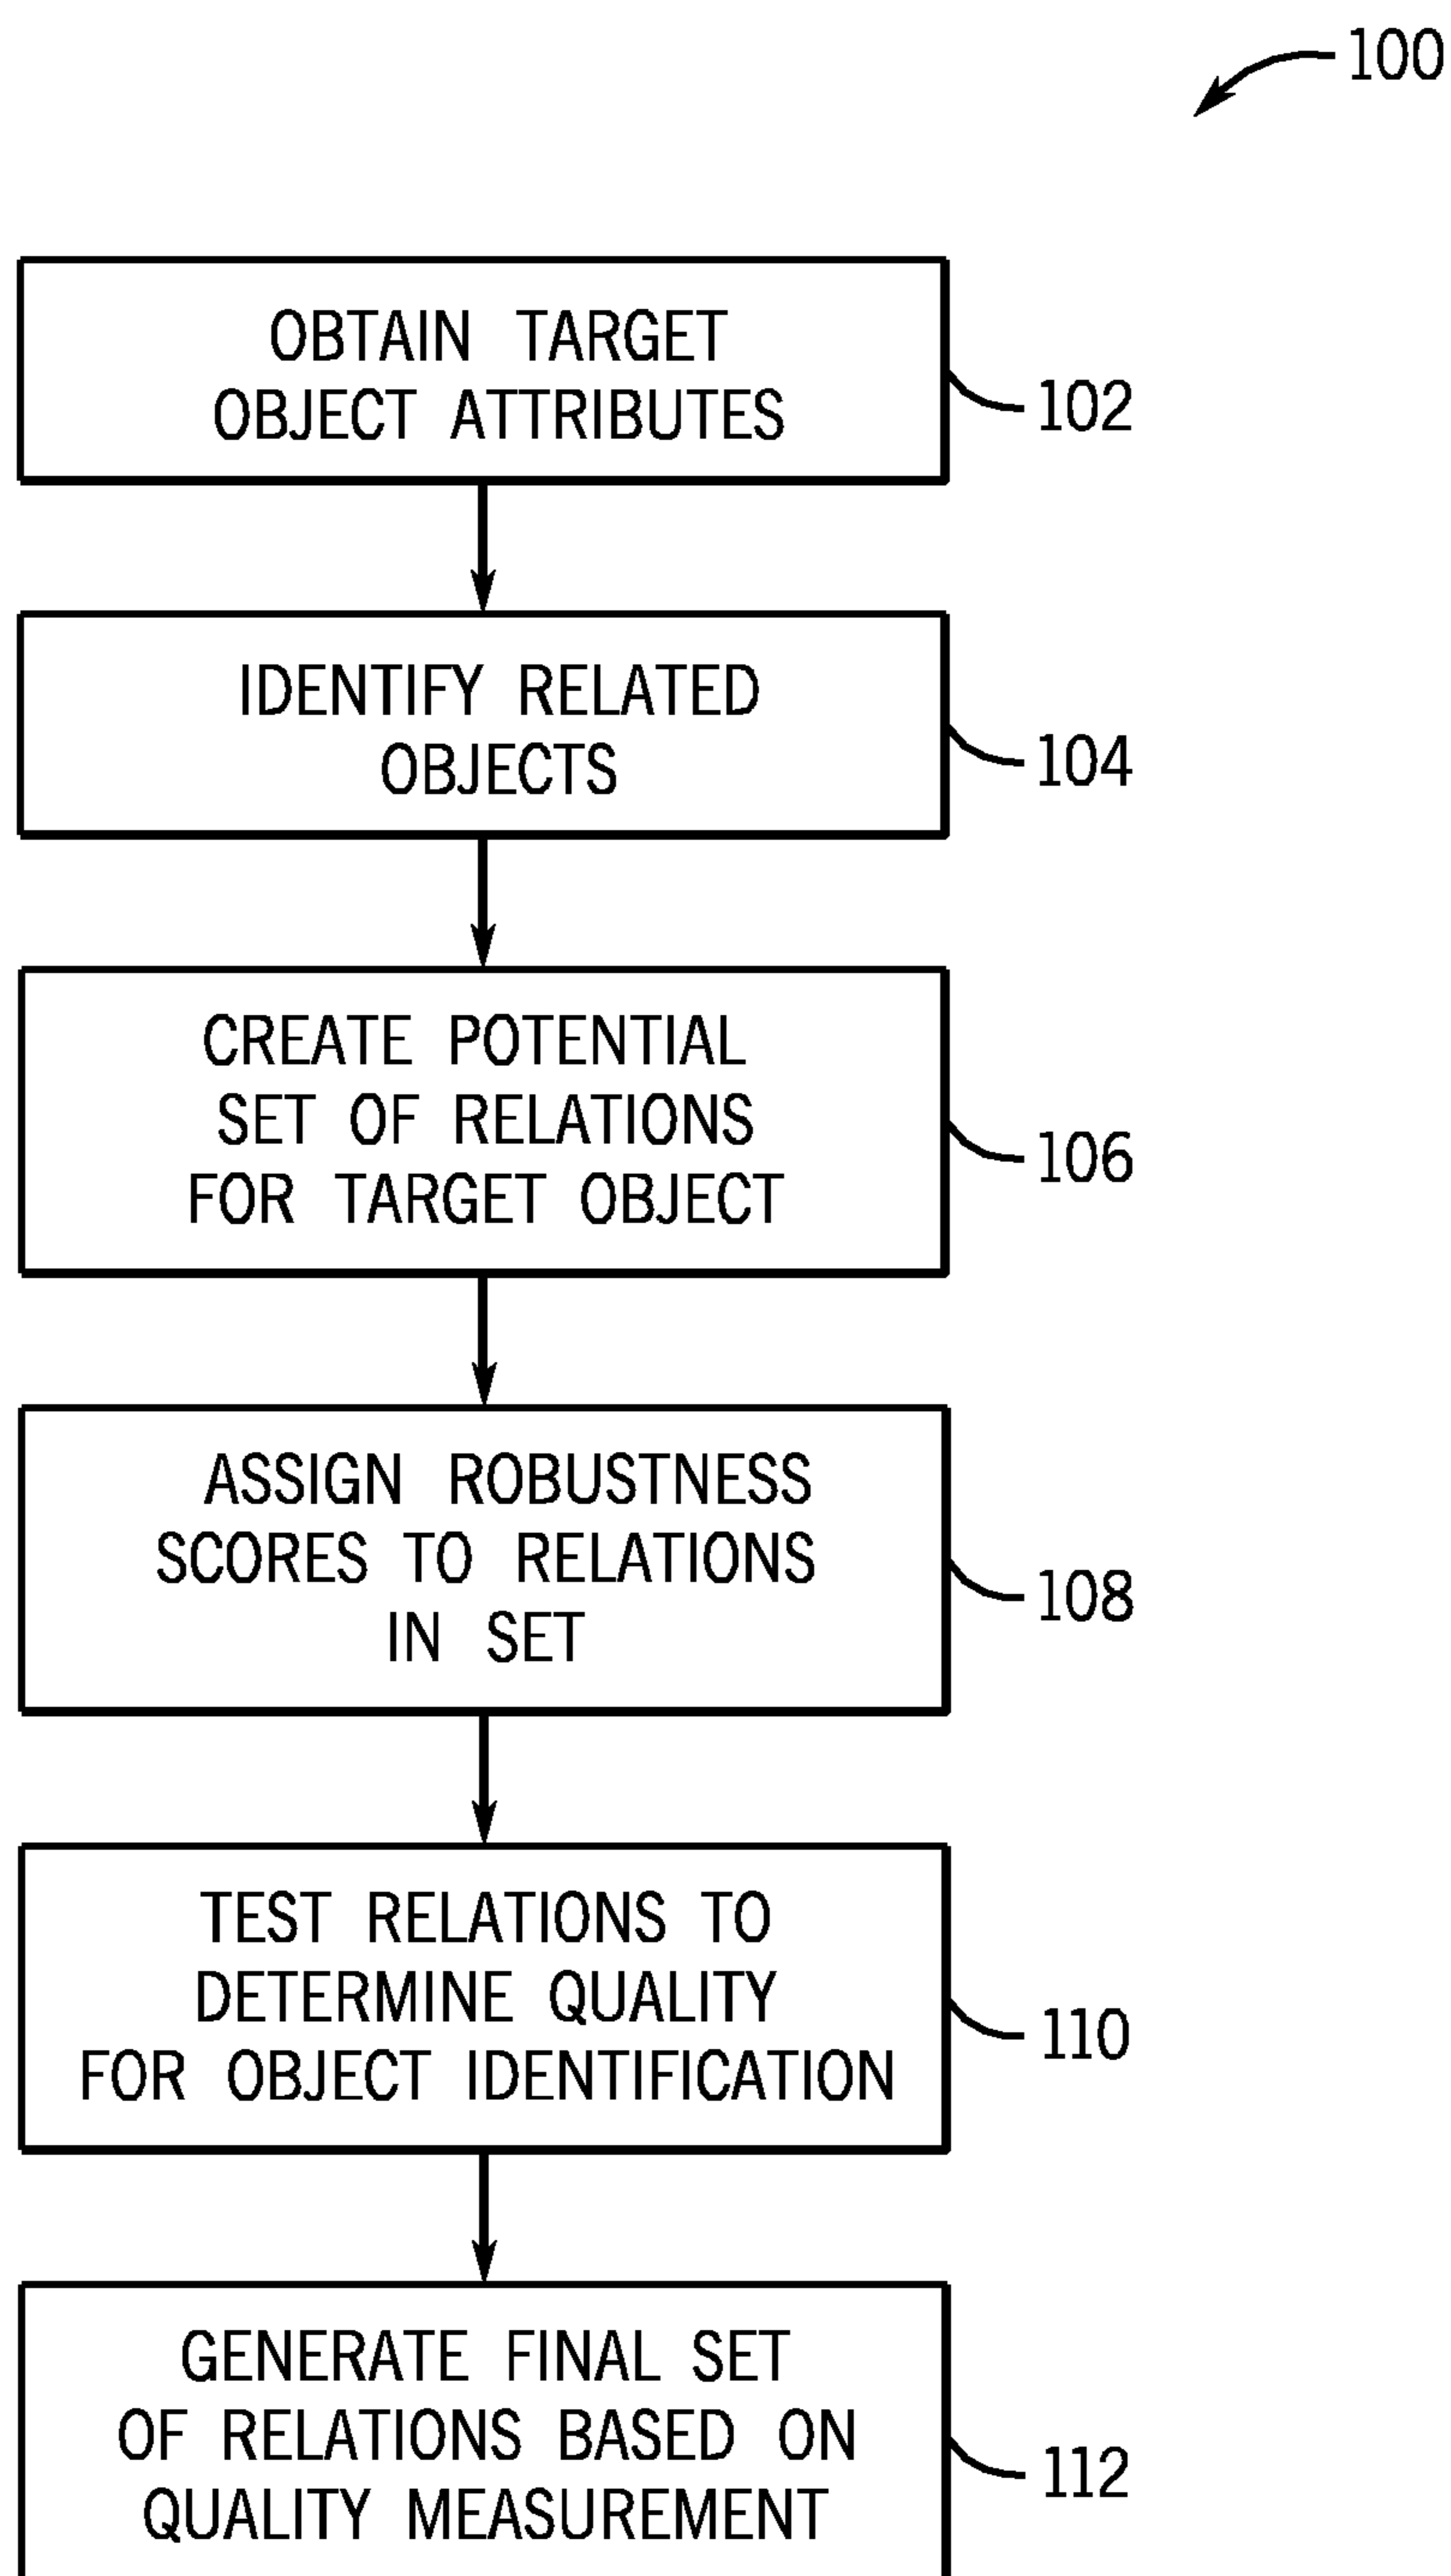 100
OBTAIN TARGET
OBJECT ATTRIBUTES
102
IDENTIFY RELATED
OBJECTS
104
CREATE POTENTIAL
SET OF RELATIONS
FOR TARGET OBJECT
106
ASSIGN ROBUSTNESS
SCORES TO RELATIONS
IN SET
108
TEST RELATIONS TO
DETERMINE QUALITY
FOR OBJECT IDENTIFICATION
110
GENERATE FINAL SET
OF RELATIONS BASED ON
QUALITY MEASUREMENT
112